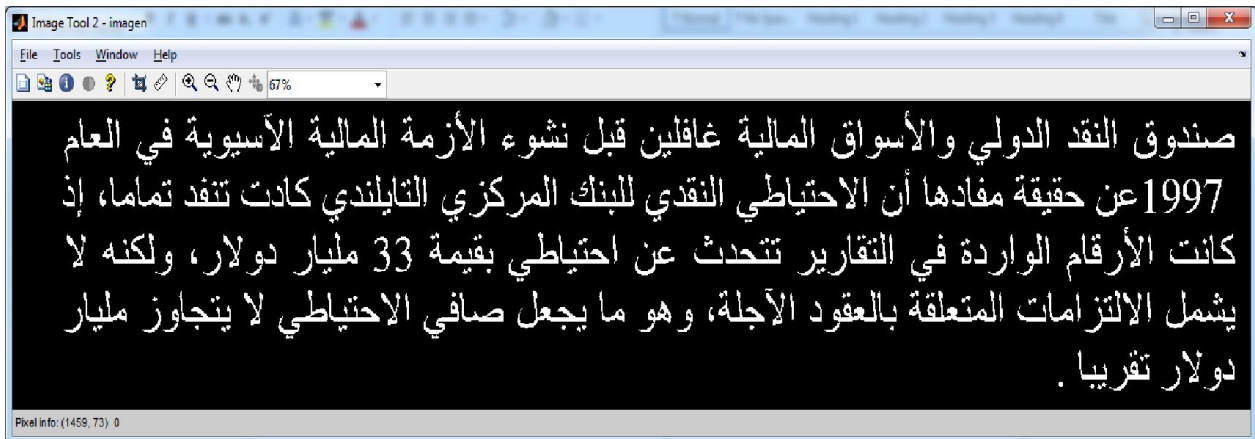 Image Tool 2 - imagen
File Tools Window Help
67%
صندوق النقد الدولي والأسواق المالية غافلين قبل نشوء الأزمة المالية الآسيوية في العام
1997عن حقيقة مفادها أن الاحتياطي النقدي للبنك المركزي التايلندي كادت تنفد تماما، إذ
كانت الأرقام الواردة في التقارير تتحدث عن احتياطي بقيمة 33 مليار دولار، ولكنه لا
يشمل الالتزامات المتعلقة بالعقود الآجلة، وهو ما يجعل صافي الاحتياطي لا يتجاوز مليار
دولار تقريبا .
Pixel info: (1459, 73) 0